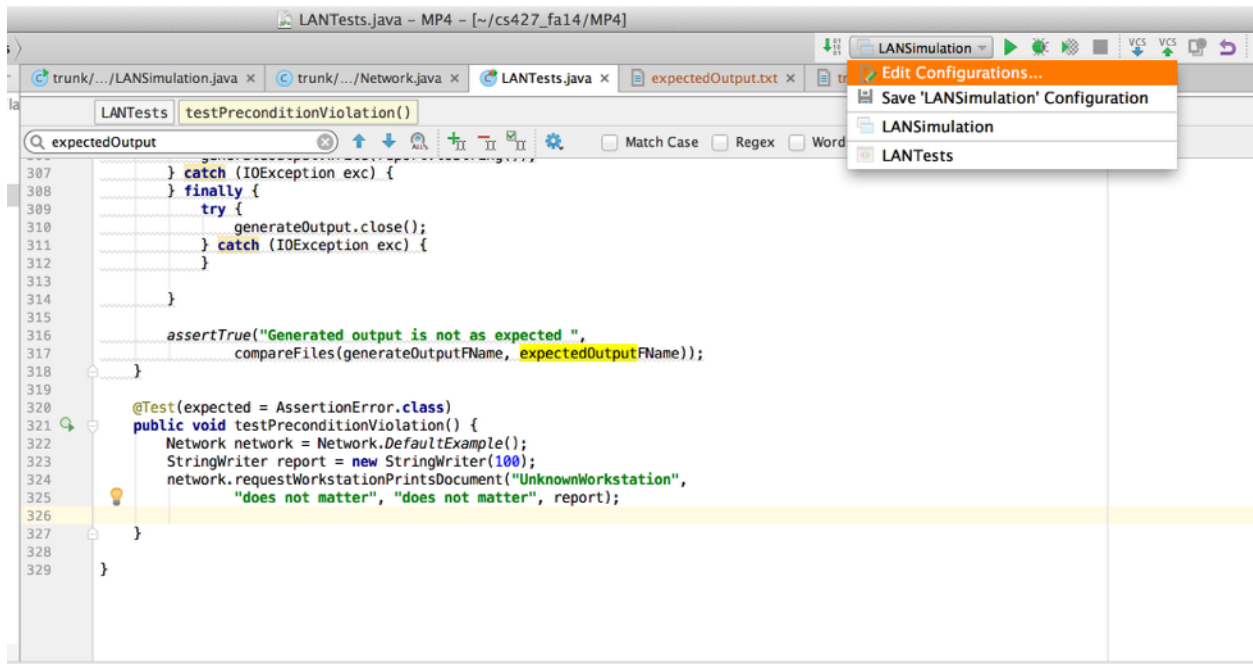 LANTests.java - MP4 - [~/cs427_fa14/MP4]
LANSimulation
VCS VCS
trunk/.../LANSimulation.java × trunk/.../Network.java × LANTests.java × expectedOutput.txt ×
Edit Configurations...
Save 'LANSimulation' Configuration
LANSimulation
LANTests
LANTests testPreconditionViolation()
expectedOutput Match Case Regex Word
307 } catch (IOException exc) {
308 } finally {
309 try {
310 generateOutput.close();
311 } catch (IOException exc) {
312 }
313
314 }
315
316 assertTrue("Generated output is not as expected ",
317 compareFiles(generateOutputFName, expectedOutputFName));
318 }
319
320 @Test(expected = AssertionError.class)
321 public void testPreconditionViolation() {
322 Network network = Network.DefaultExample();
323 StringWriter report = new StringWriter(100);
324 network.requestWorkstationPrintsDocument("UnknownWorkstation",
325 "does not matter", "does not matter", report);
326
327 }
328
329 }